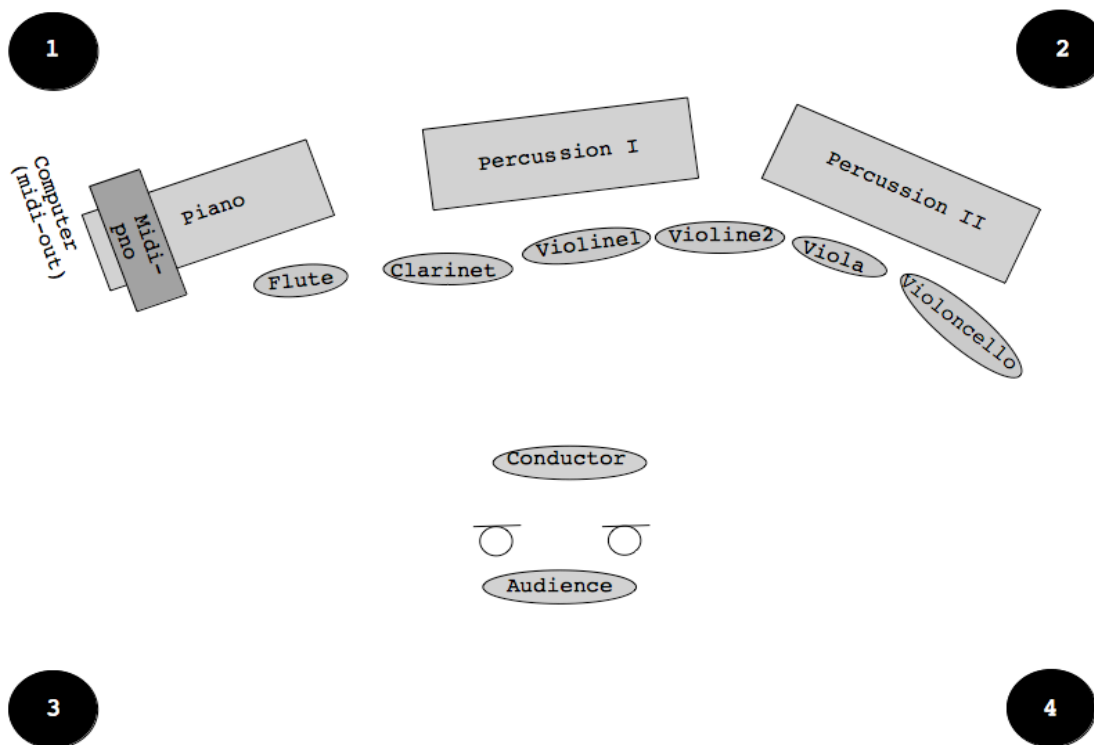 1
2
Computer
(midi-out)
Midi-
pno
Piano
Percussion I
Percussion II
Flute
Clarinet
Violine1
Violine2
Viola
Violoncello
Conductor
Audience
3
4